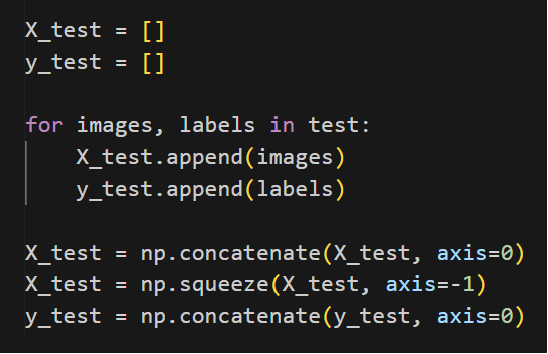 X_test = []
y_test = []
for images, labels in test:
    X_test.append(images)
    y_test.append(labels)
X_test = np.concatenate(X_test, axis=0)
X_test = np.squeeze(X_test, axis=-1)
y_test = np.concatenate(y_test, axis=0)